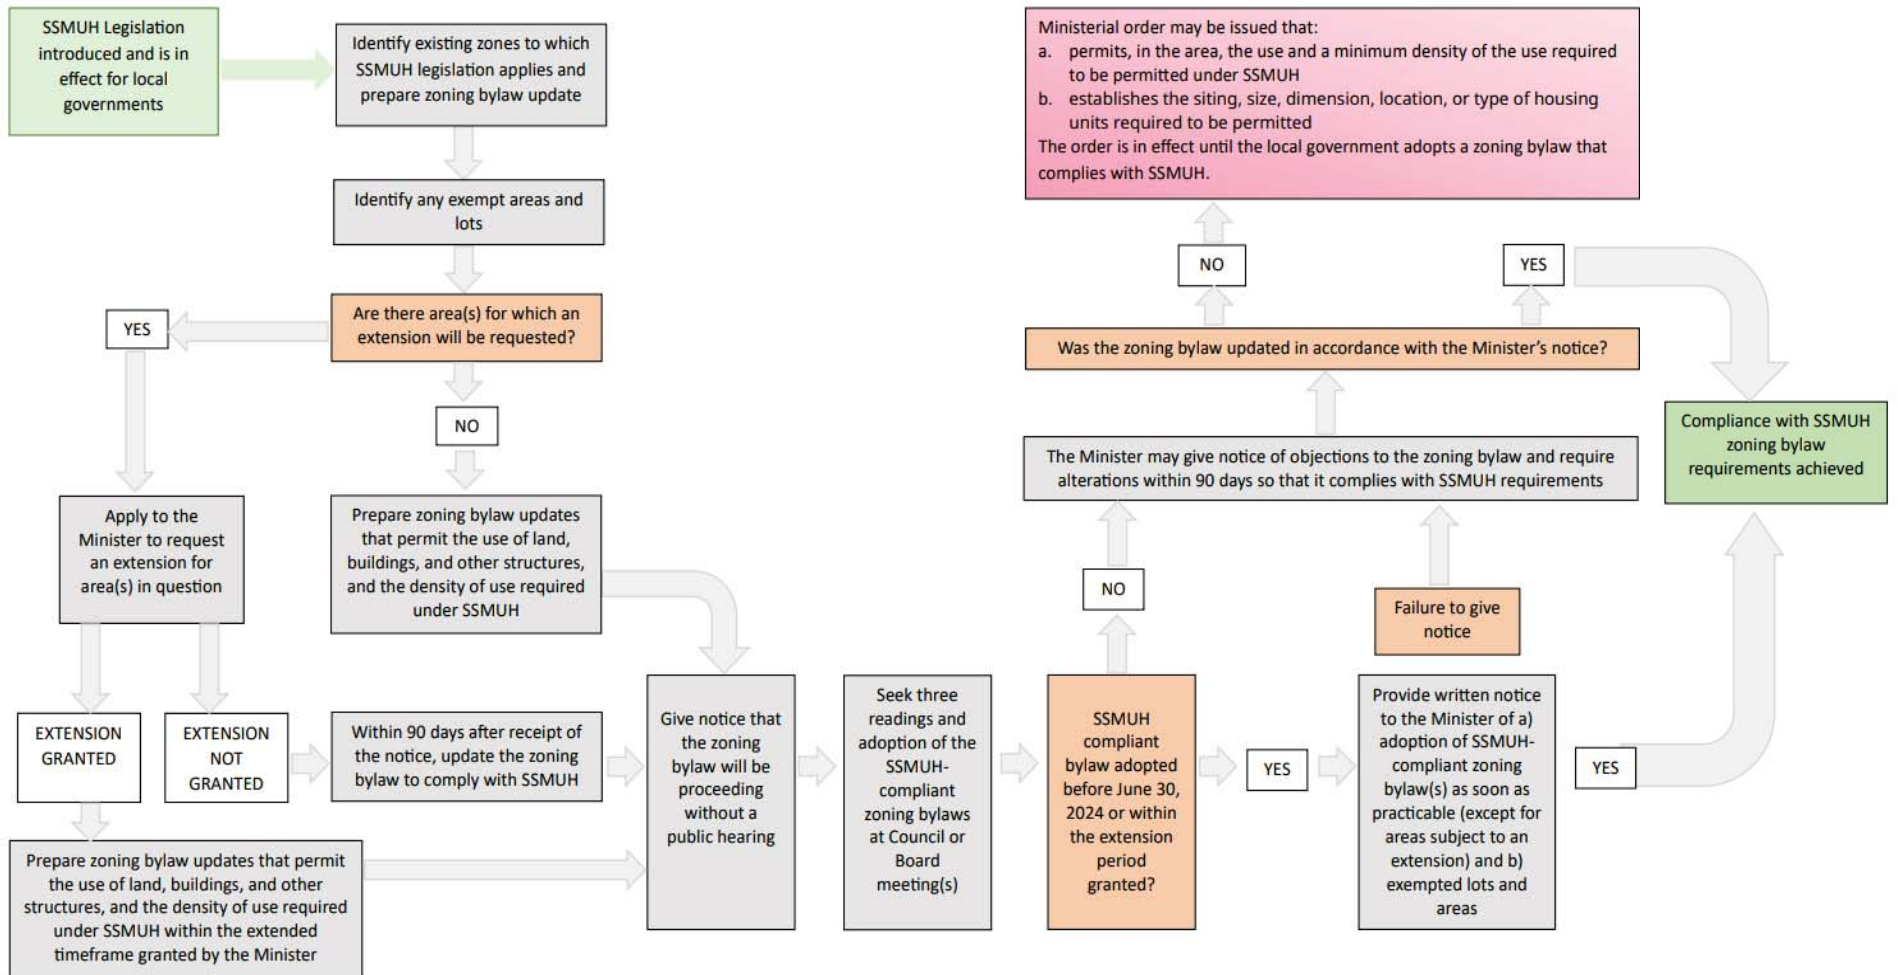 SSMUH Legislation
introduced and is in
effect for local
governments
Identify existing zones to which
SSMUH legislation applies and
prepare zoning bylaw update
Identify any exempt areas and
lots
Are there area(s) for which an
extension will be requested?
YES
NO
Apply to the
Minister to request
an extension for
area(s) in question
Prepare zoning bylaw updates
that permit the use of land,
buildings, and other structures,
and the density of use required
under SSMUH
EXTENSION
GRANTED
EXTENSION
NOT
GRANTED
Within 90 days after receipt of
the notice, update the zoning
bylaw to comply with SSMUH
Prepare zoning bylaw updates that permit
the use of land, buildings, and other
structures, and the density of use required
under SSMUH within the extended
timeframe granted by the Minister
Give notice that
the zoning
bylaw will be
proceeding
without a
public hearing
Seek three
readings and
adoption of the
SSMUH-
compliant
zoning bylaws
at Council or
Board
meeting(s)
SSMUH
compliant
bylaw adopted
before June 30,
2024 or within
the extension
period
granted?
NO
YES
Provide written notice
to the Minister of a)
adoption of SSMUH-
compliant zoning
bylaw(s) as soon as
practicable (except for
areas subject to an
extension) and b)
exempted lots and
areas
Failure to give
notice
YES
The Minister may give notice of objections to the zoning bylaw and require
alterations within 90 days so that it complies with SSMUH requirements
Was the zoning bylaw updated in accordance with the Minister’s notice?
NO
YES
Ministerial order may be issued that:
a. permits, in the area, the use and a minimum density of the use required
to be permitted under SSMUH
b. establishes the siting, size, dimension, location, or type of housing
units required to be permitted
The order is in effect until the local government adopts a zoning bylaw that
complies with SSMUH.
Compliance with SSMUH
zoning bylaw
requirements achieved